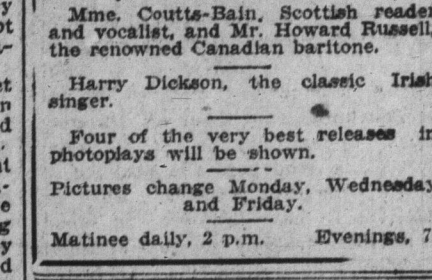 Mme. Coutts-Bain, Scottish reader
and vocalist, and Mr. Howard Russell,
the renowned Canadian baritone.
Harry Dickson, the classic Irish
singer.
Four of the very best releases in
photoplays will be shown.
Pictures change Monday, Wednesday
and Friday.
Matinee daily, 2 p.m. Evenings, 7